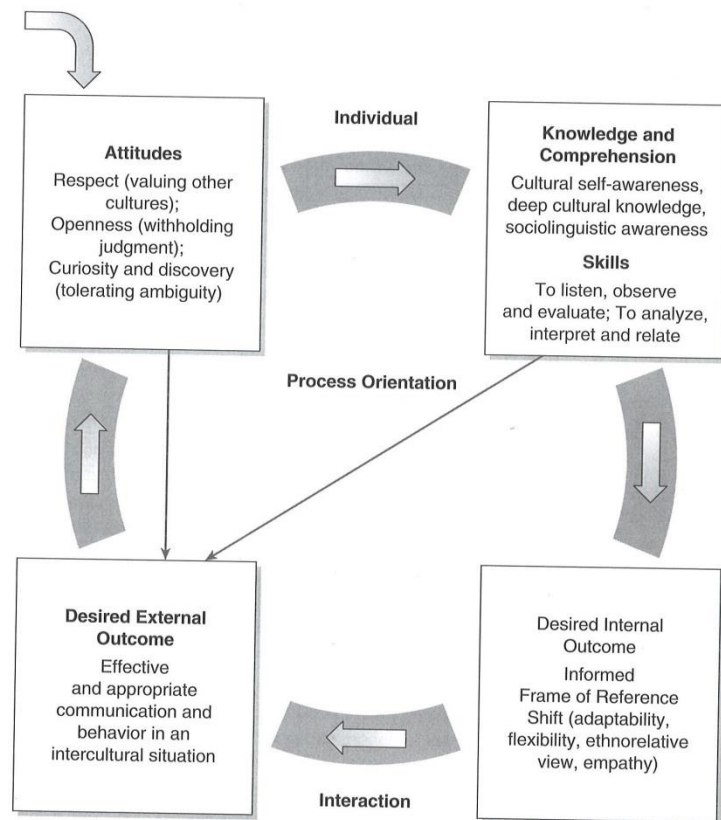 Individual
Attitudes
Respect (valuing other
cultures);
Openness (withholding
judgment);
Curiosity and discovery
(tolerating ambiguity)
Knowledge and
Comprehension
Cultural self-awareness,
deep cultural knowledge,
sociolinguistic awareness
Skills
To listen, observe
and evaluate; To analyze,
interpret and relate
Process Orientation
Desired External
Outcome
Effective
and appropriate
communication and
behavior in an
intercultural situation
Desired Internal
Outcome
Informed
Frame of Reference
Shift (adaptability,
flexibility, ethnorelative
view, empathy)
Interaction